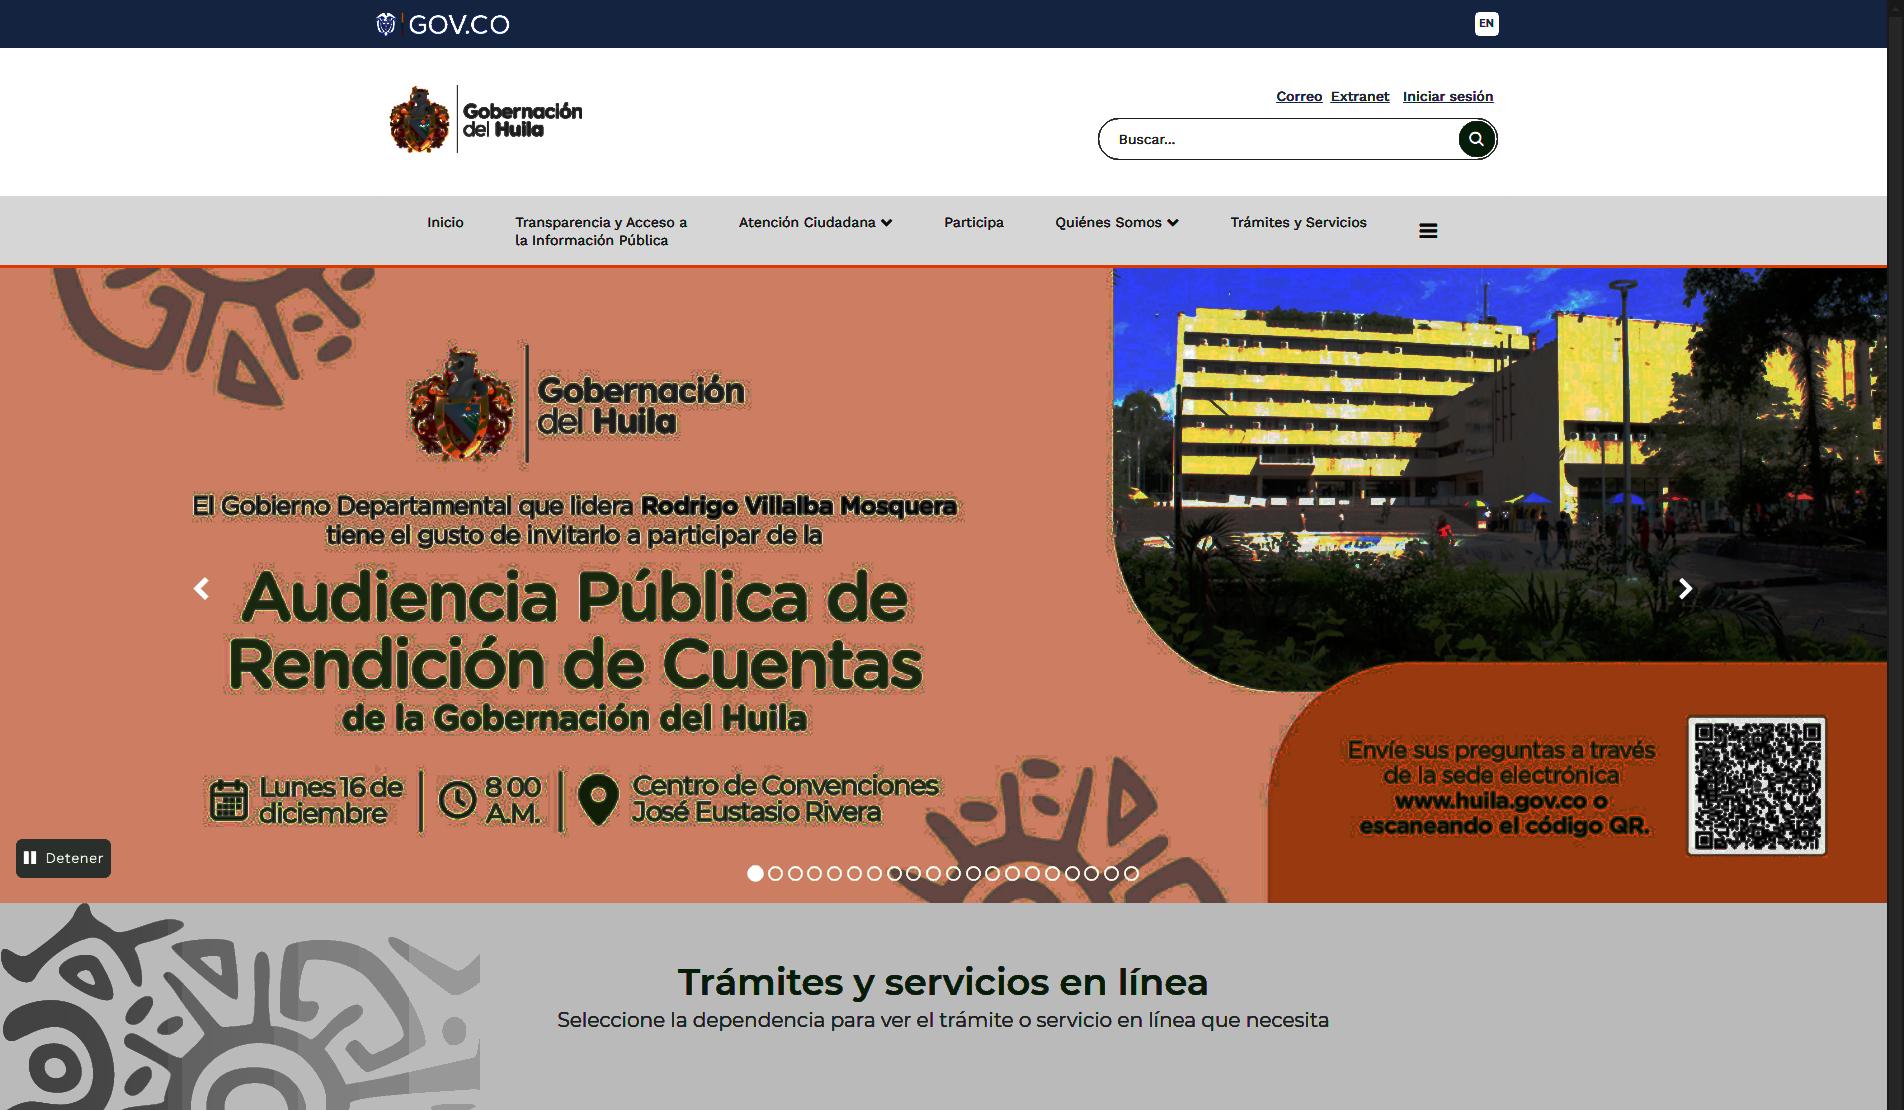 GOV.CO
EN
Gobernación
del Huila
Correo Extranet Iniciar sesión
Buscar...
Inicio
Transparencia y Acceso a
la Información Pública
Atención Ciudadana
Participa
Quiénes Somos
Trámites y Servicios
Gobernación
del Huila
El Gobierno Departamental que lidera Rodrigo Villalba Mosquera
tiene el gusto de invitarlo a participar de la
Audiencia Pública de
Rendición de Cuentas
de la Gobernación del Huila
Lunes 16 de
diciembre
8 00
A.M.
Centro de Convenciones
José Eustasio Rivera
Envíe sus preguntas a través
de la sede electrónica
www.huila.gov.co o
escaneando el código QR.
Detener
Trámites y servicios en línea
Seleccione la dependencia para ver el trámite o servicio en línea que necesita